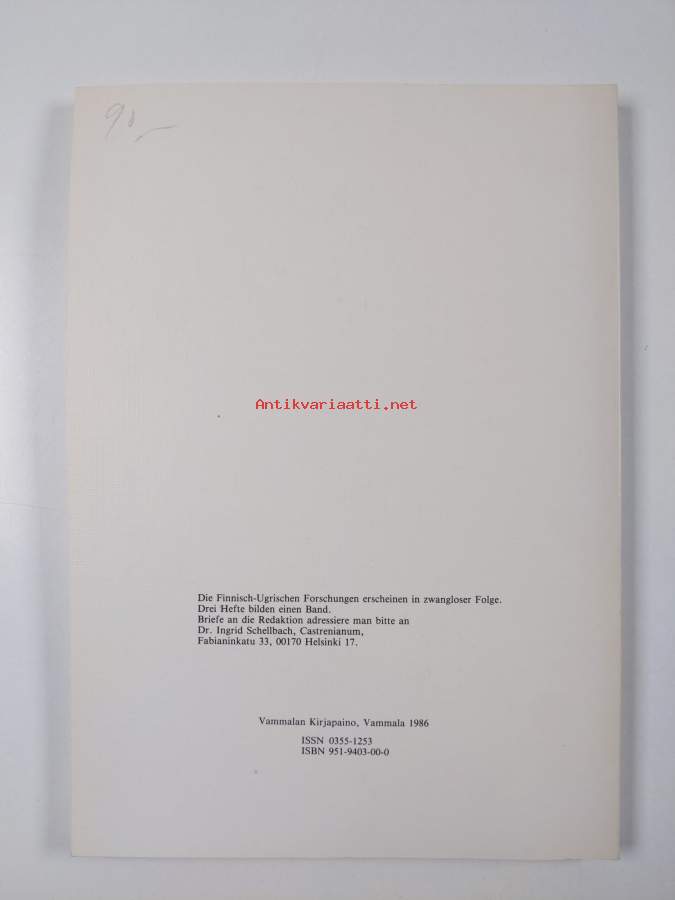 90,-
Antikvariaatti.net
Die Finnisch-Ugrischen Forschungen erscheinen in zwangloser Folge.
Drei Hefte bilden einen Band.
Briefe an die Redaktion adressiere man bitte an
Dr. Ingrid Schellbach, Castrenianum,
Fabianinkatu 33, 00170 Helsinki 17.
Vammalan Kirjapaino, Vammala 1986
ISSN 0355-1253
ISBN 951-9403-00-0